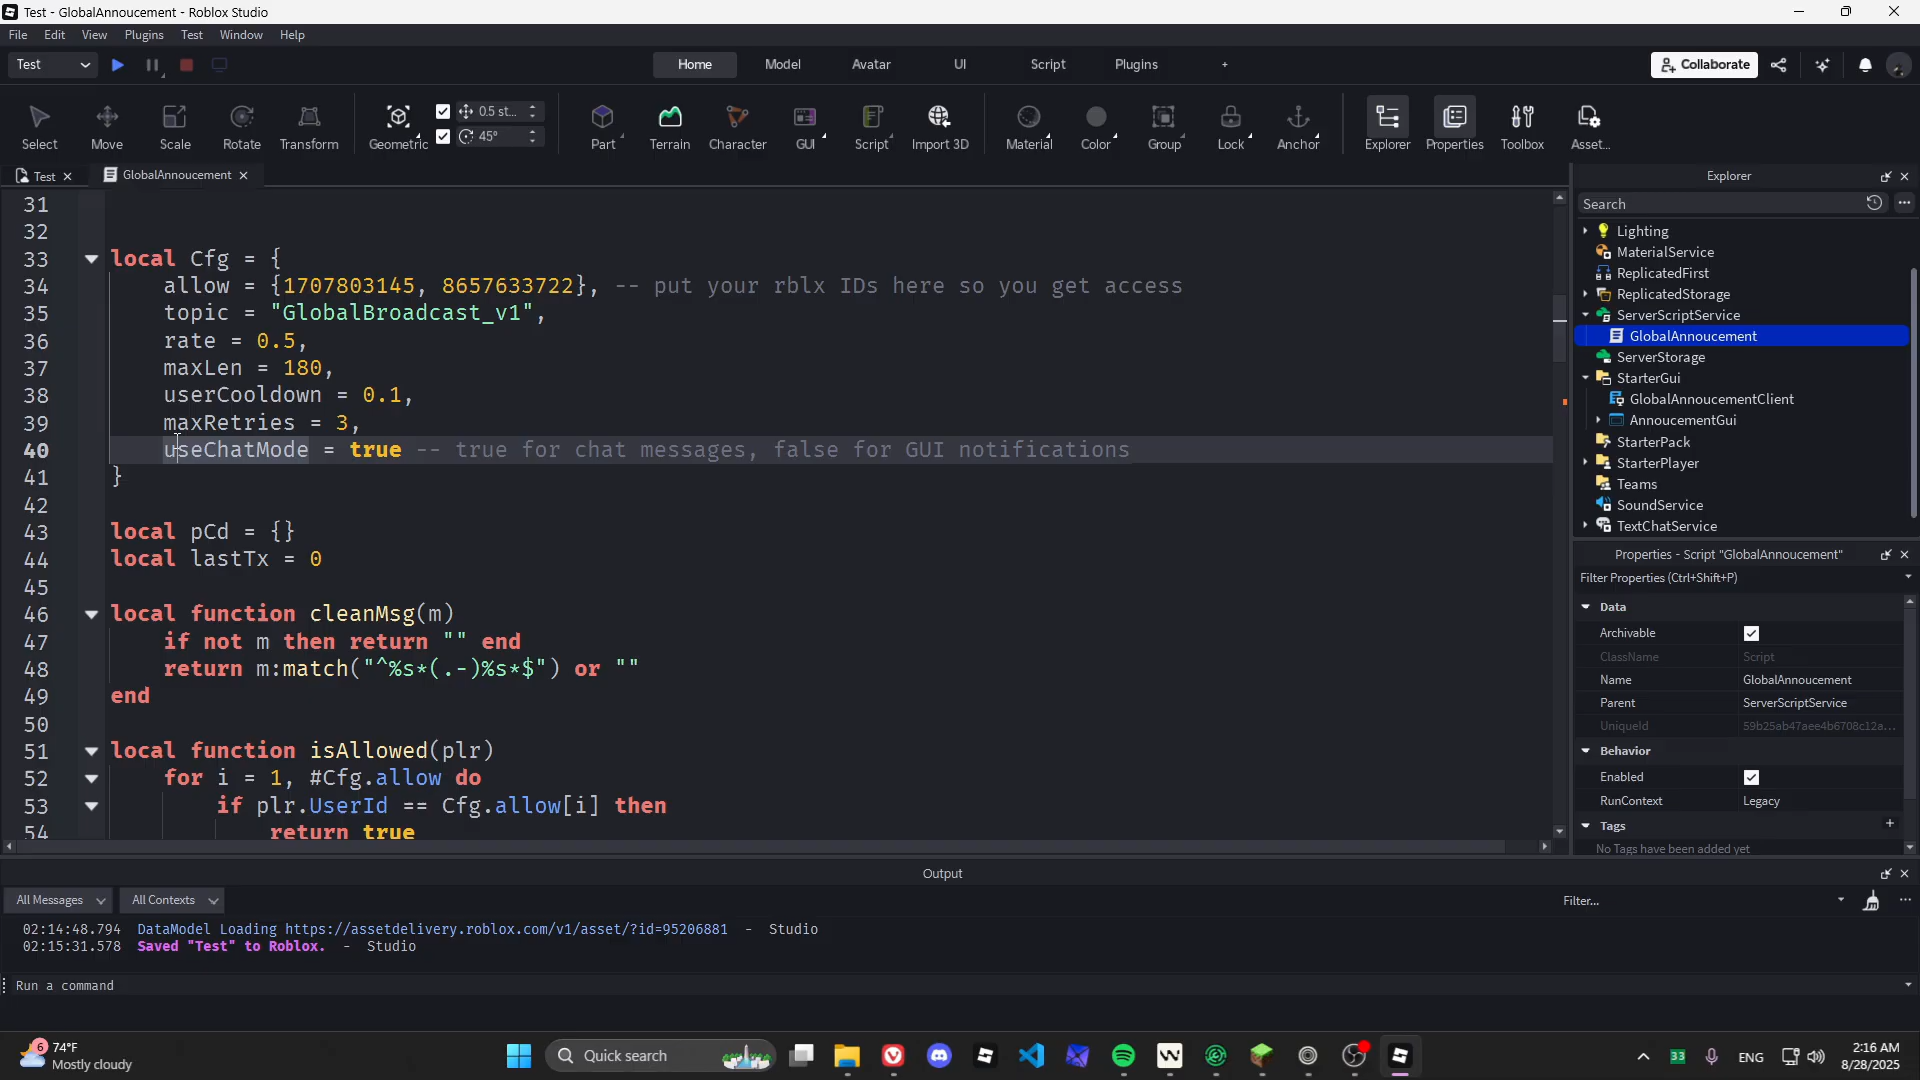 Test - GlobalAnnoucement - Roblox Studio
File Edit View Plugins Test Window Help
Test Home Model Avatar UI Script Plugins + Collaborate
0.5 st...
45°
Select Move Scale Rotate Transform Geometric Part Terrain Character GUI Script Import 3D Material Color Group Lock Anchor Explorer Properties Toolbox Asset...
Test GlobalAnnoucement
31
32
33 local Cfg = {
34 allow = {1707803145, 8657633722}, -- put your rblx IDs here so you get access
35 topic = "GlobalBroadcast_v1",
36 rate = 0.5,
37 maxLen = 180,
38 userCooldown = 0.1,
39 maxRetries = 3,
40 useChatMode = true -- true for chat messages, false for GUI notifications
41 }
42
43 local pCd = {}
44 local lastTx = 0
45
46 local function cleanMsg(m)
47 if not m then return "" end
48 return m:match("^%s*(.-)%s*$") or ""
49 end
50
51 local function isAllowed(plr)
52 for i = 1, #Cfg.allow do
53 if plr.UserId == Cfg.allow[i] then
54 return true
Explorer
Search
Lighting
MaterialService
ReplicatedFirst
ReplicatedStorage
ServerScriptService
GlobalAnnoucement
ServerStorage
StarterGui
GlobalAnnoucementClient
AnnoucementGui
StarterPack
StarterPlayer
Teams
SoundService
TextChatService
Properties - Script "GlobalAnnoucement"
Filter Properties (Ctrl+Shift+P)
Data
Archivable
ClassName Script
Name GlobalAnnoucement
Parent ServerScriptService
UniqueId 59b25ab47aee4b6708c12a...
Behavior
Enabled
RunContext Legacy
Tags +
No Tags have been added yet
Output
All Messages All Contexts Filter...
02:14:48.794 DataModel Loading https://assetdelivery.roblox.com/v1/asset/?id=95206881 - Studio
02:15:31.578 Saved "Test" to Roblox. - Studio
Run a command
6 74°F
Mostly cloudy
Quick search
33 ENG
2:16 AM
8/28/2025